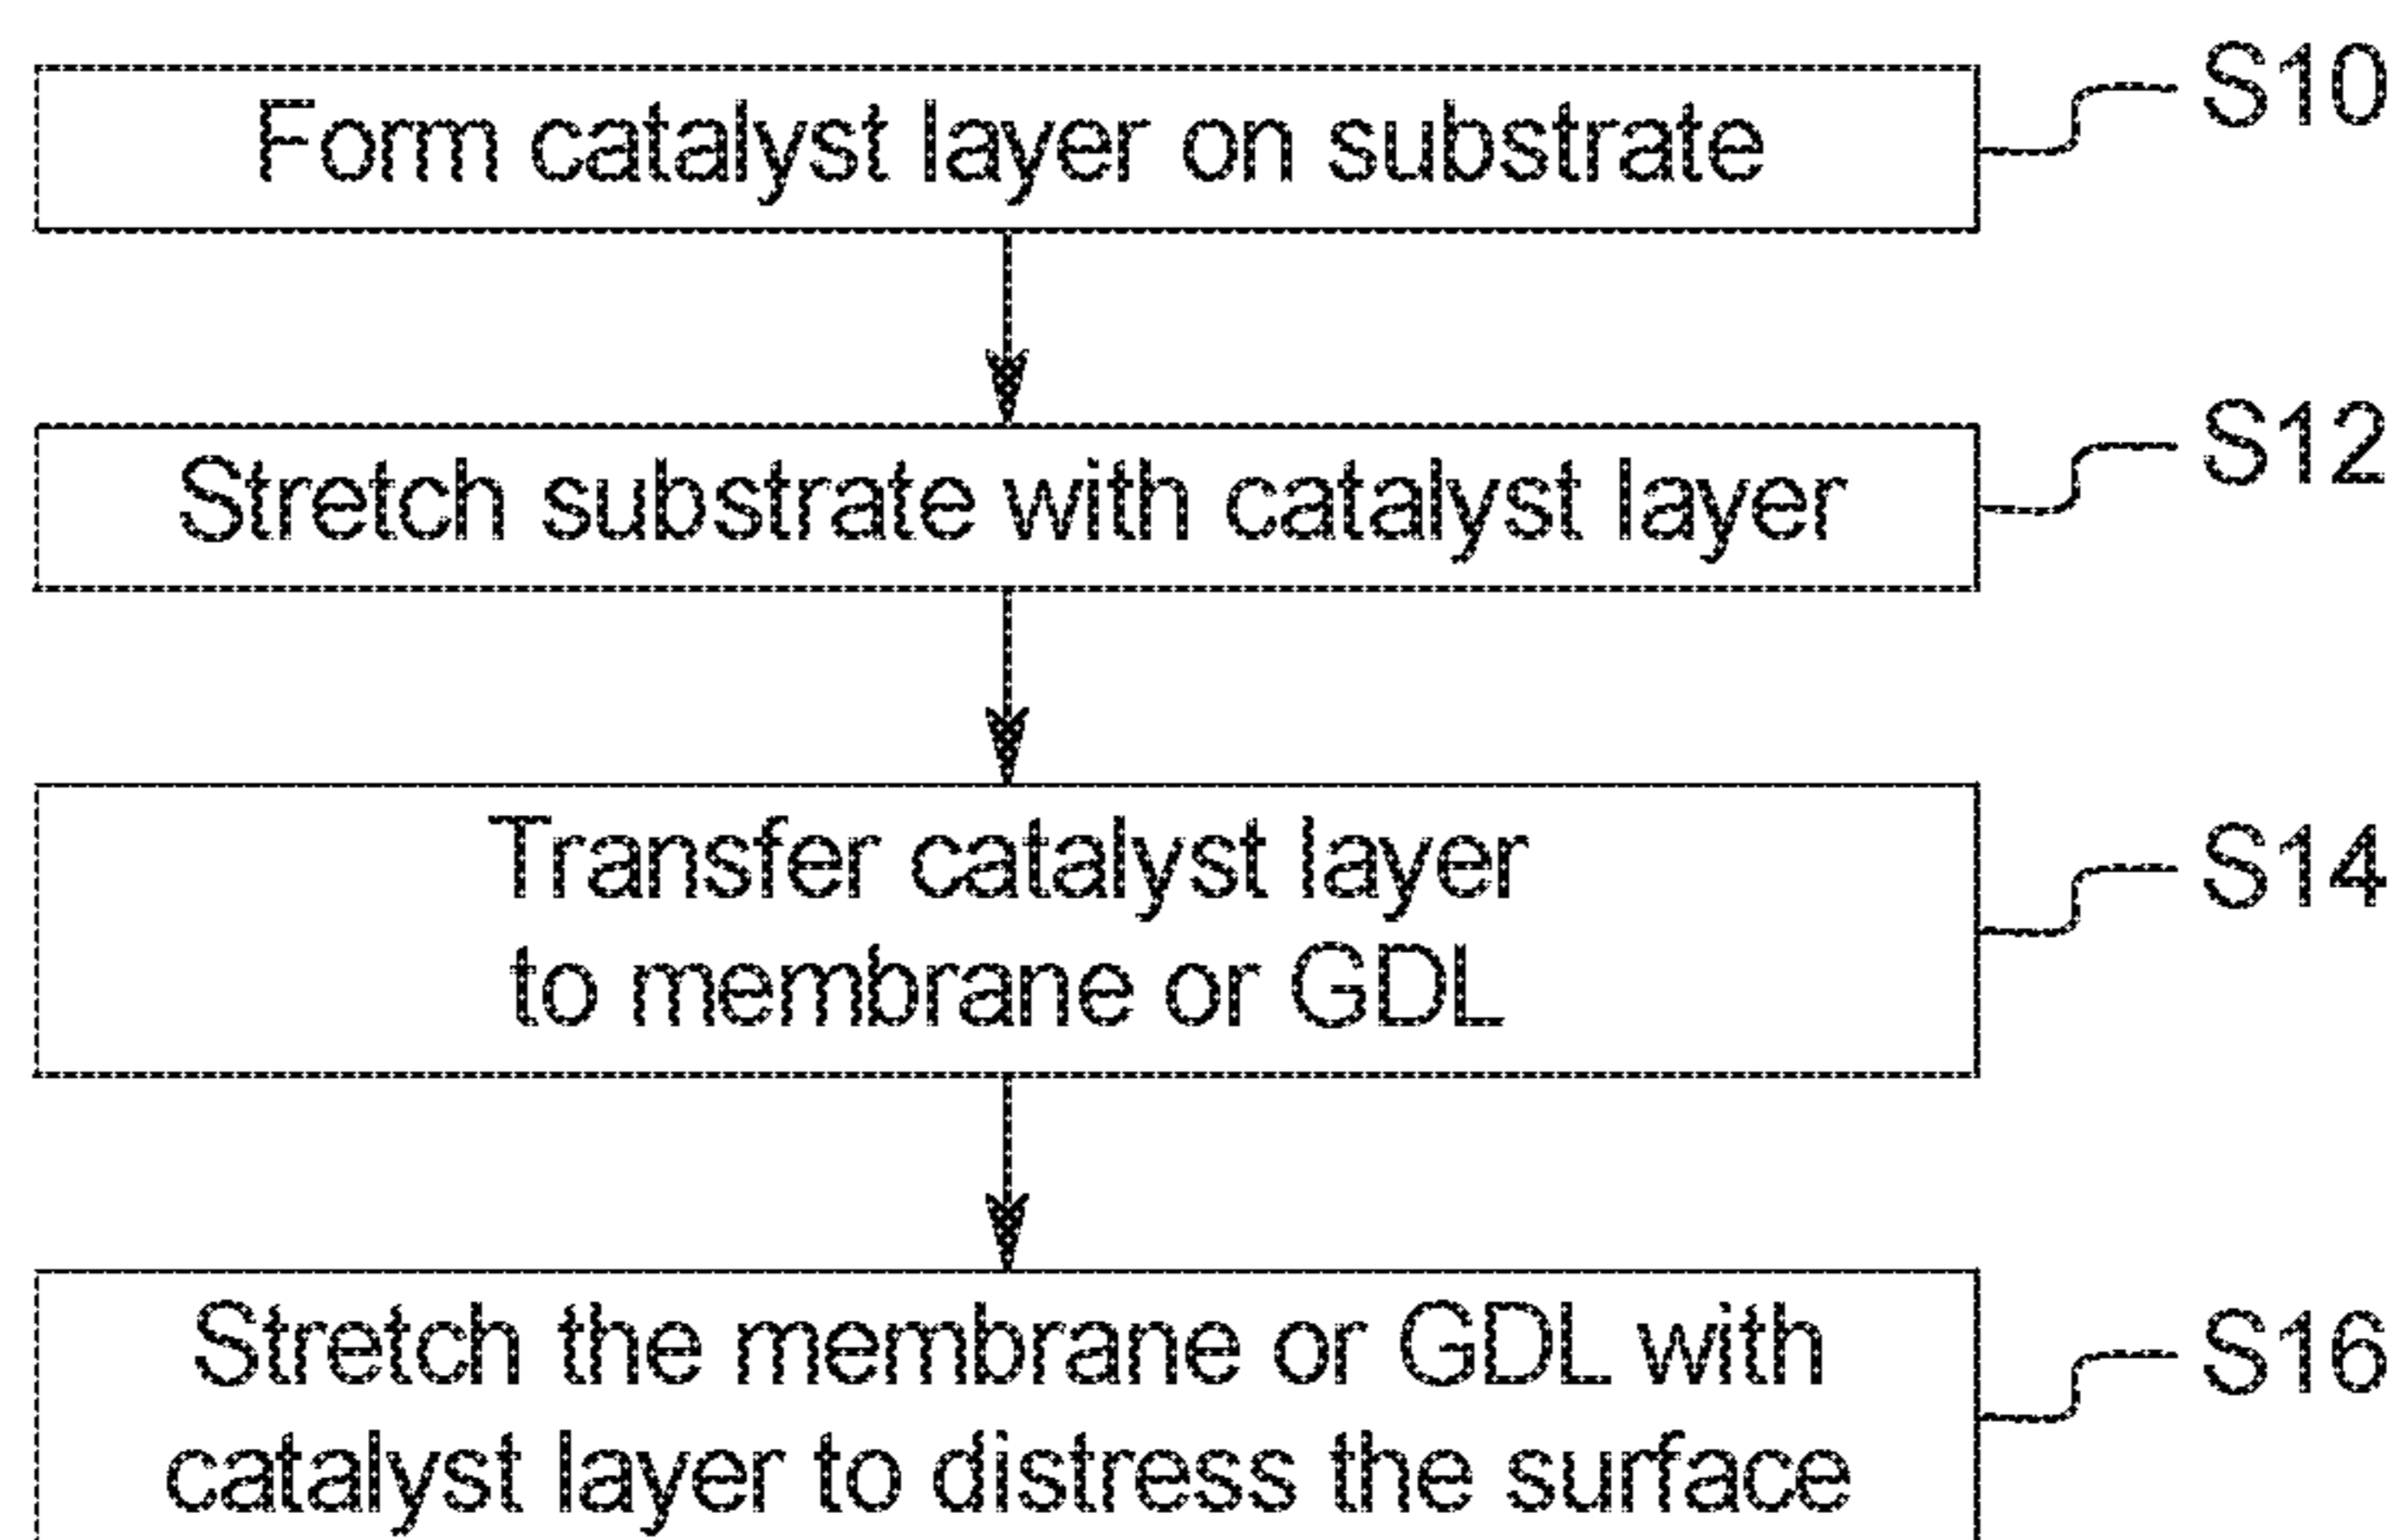 Form catalyst layer on substrate
S10
Stretch substrate with catalyst layer
S12
Transfer catalyst layer
to membrane or GDL
S14
Stretch the membrane or GDL with
catalyst layer to distress the surface
S16